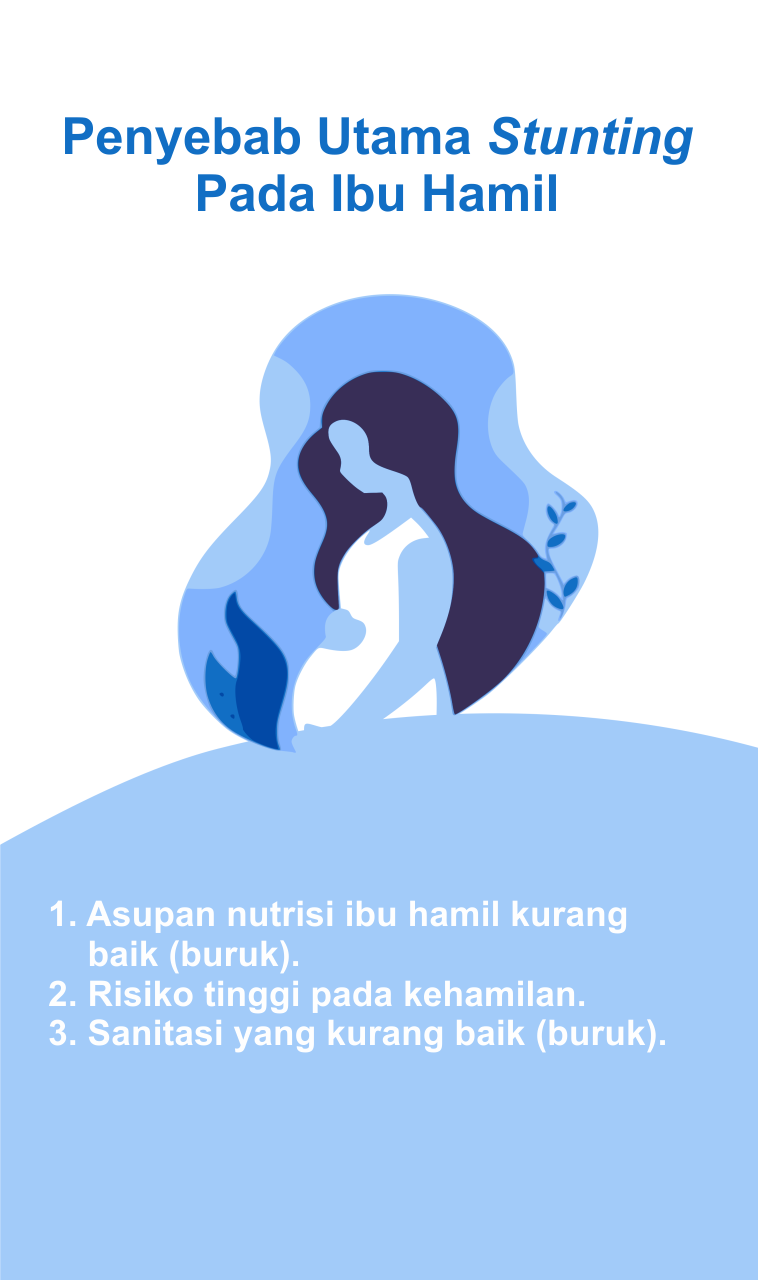 Penyebab Utama Stunting
Pada Ibu Hamil
1. Asupan nutrisi ibu hamil kurang
baik (buruk).
2. Risiko tinggi pada kehamilan.
3. Sanitasi yang kurang baik (buruk).